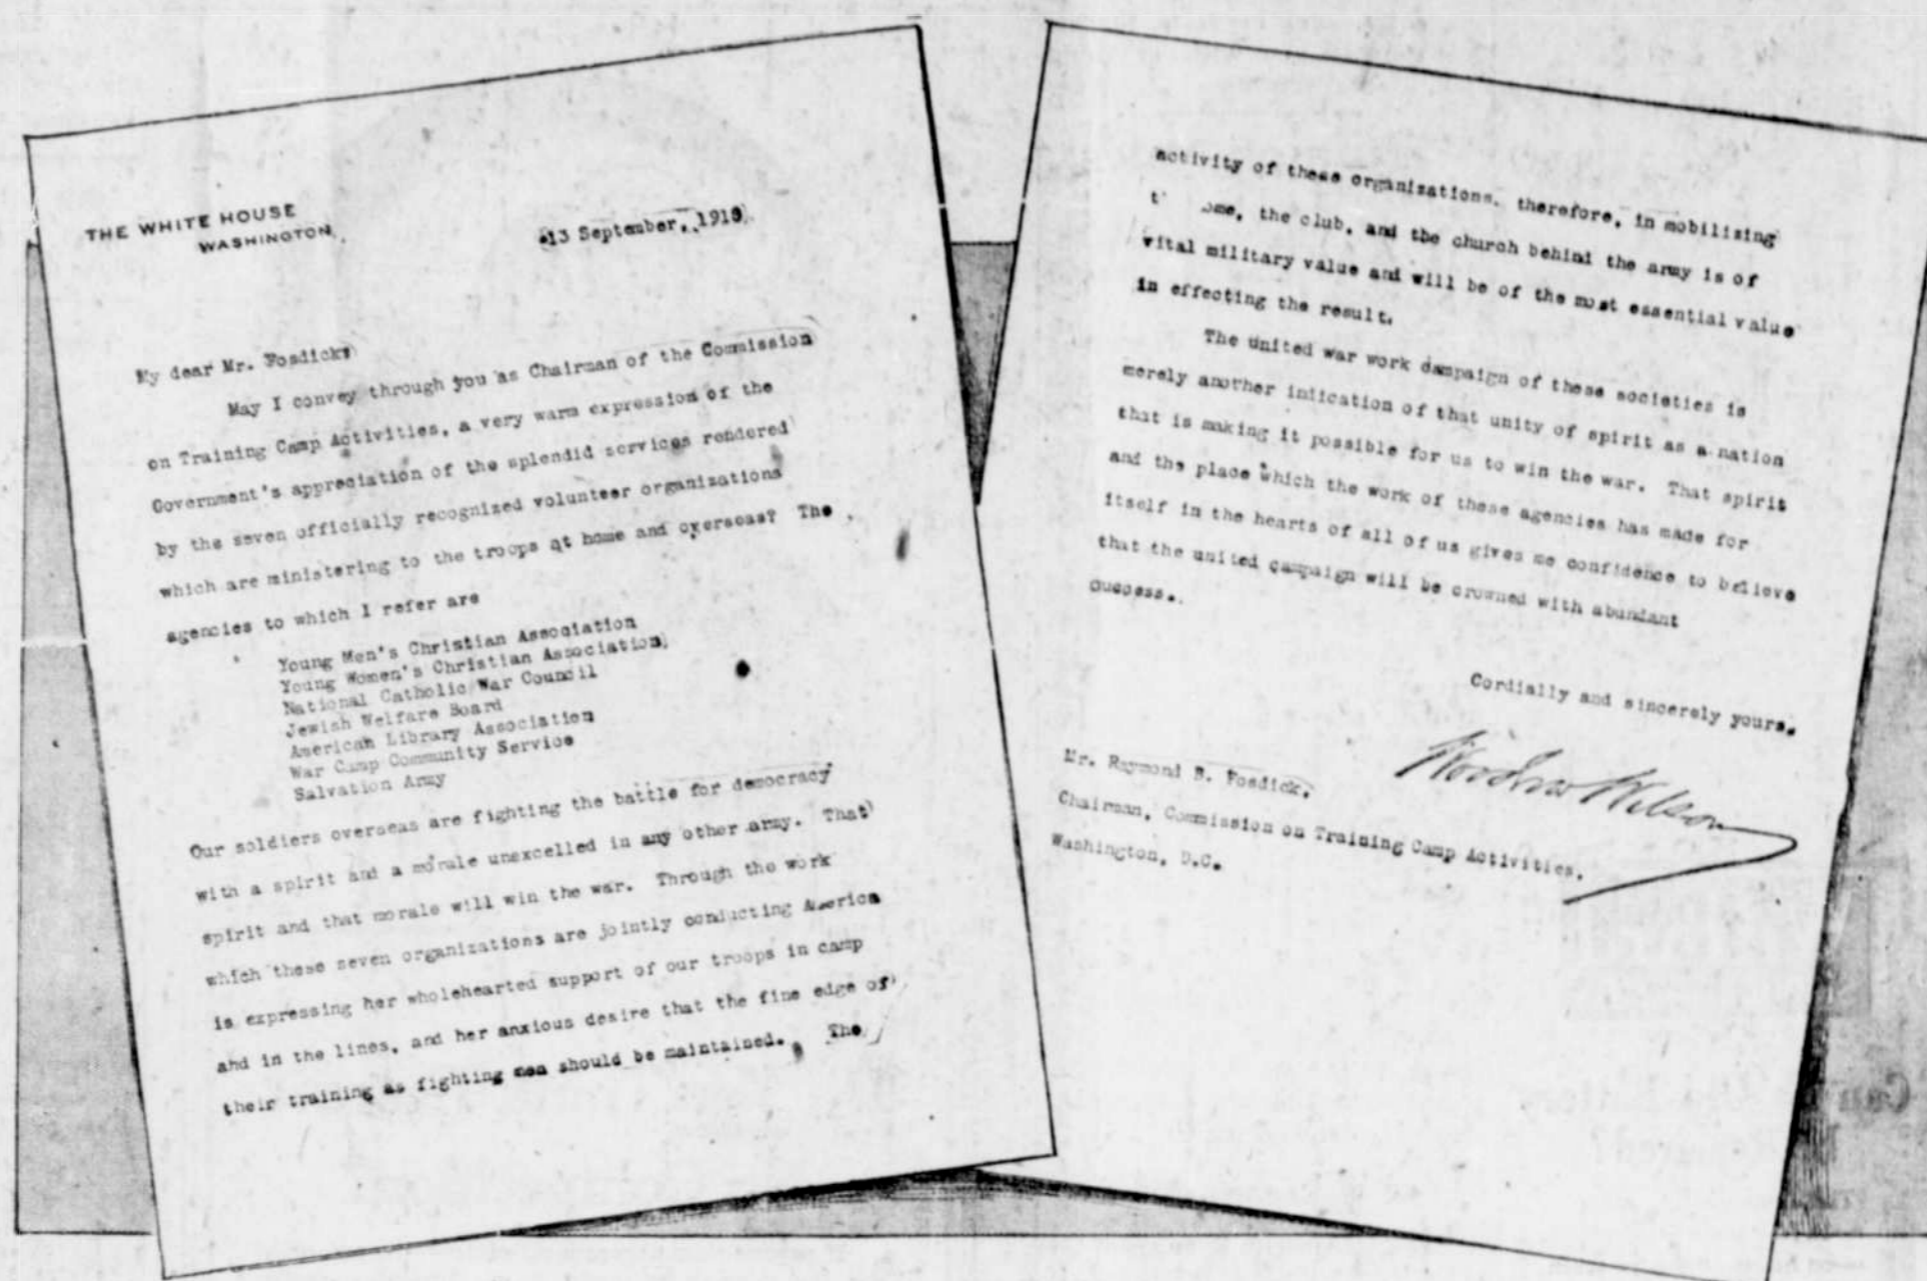 THE WHITE HOUSE
WASHINGTON
13 September, 1918
My dear Mr. Fosdick:
May I convey through you as Chairman of the Commission
on Training Camp Activities, a very warm expression of the
Government's appreciation of the splendid services rendered
by the seven officially recognized volunteer organizations
which are ministering to the troops at home and overseas? The
agencies to which I refer are
Young Men's Christian Association
Young Women's Christian Association
National Catholic War Council
Jewish Welfare Board
American Library Association
War Camp Community Service
Salvation Army
Our soldiers overseas are fighting the battle for democracy
with a spirit and a morale unexcelled in any other army. That
spirit and that morale will win the war. Through the work
which these seven organizations are jointly conducting America
is expressing her wholehearted support of our troops in camp
and in the lines, and her anxious desire that the fine edge of
their training as fighting men should be maintained. The
activity of these organizations, therefore, in mobilizing
the club, and the church behind the army is of
vital military value and will be of the most essential value
in effecting the result.
The united war work campaign of these societies is
merely another indication of that unity of spirit as a nation
that is making it possible for us to win the war. That spirit
and the place which the work of these agencies has made for
itself in the hearts of all of us gives me confidence to believe
that the united campaign will be crowned with abundant
success.
Cordially and sincerely yours,
Woodrow Wilson
Mr. Raymond B. Fosdick,
Chairman, Commission on Training Camp Activities,
Washington, D.C.